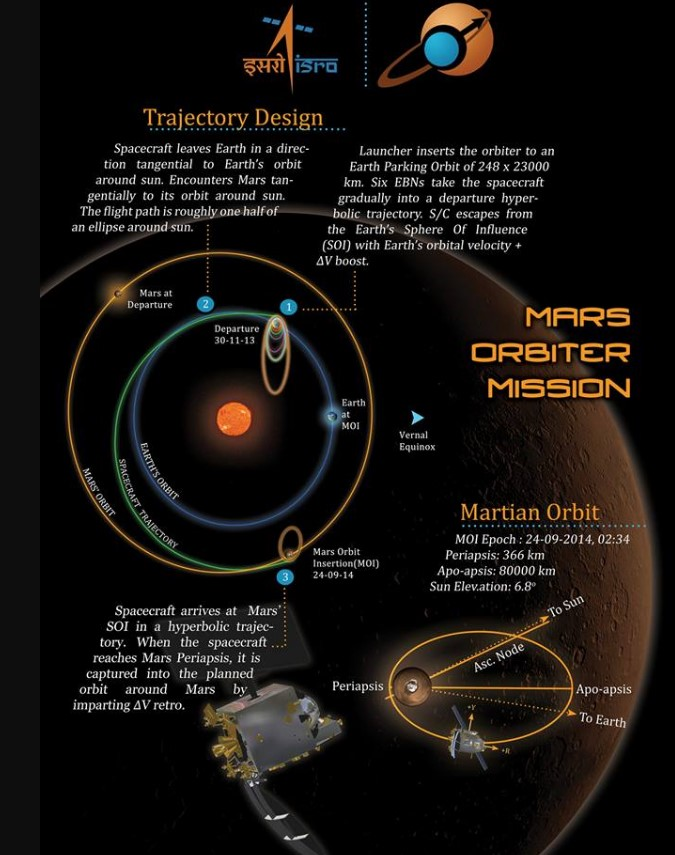 इसरो isro
Trajectory Design
Spacecraft leaves Earth in a direc-
tion tangential to Earth's orbit
around sun. Encounters Mars tan-
gentially to its orbit around sun.
The flight path is roughly one half of
an ellipse around sun.
Launcher inserts the orbiter to an
Earth Parking Orbit of 248 x 23000
km. Six EBNs take the spacecraft
gradually into a departure hyper-
bolic trajectory. S/C escapes from
the Earth's Sphere Of Influence
(SOI) with Earth's orbital velocity +
ΔV boost.
Mars at
Departure
2
1
Departure
30-11-13
MARS
ORBITER
MISSION
Earth
at
MOI
Vernal
Equinox
MARS' ORBIT
SPACECRAFT TRAJECTORY
EARTH'S ORBIT
Mars Orbit
Insertion(MOI)
24-09-14
3
Martian Orbit
MOI Epoch : 24-09-2014, 02:34
Periapsis: 366 km
Apo-apsis: 80000 km
Sun Elev.ation: 6.8°
Spacecraft arrives at Mars'
SOI in a hyperbolic trajec-
tory. When the spacecraft
reaches Mars Periapsis, it is
captured into the planned
orbit around Mars by
imparting ΔV retro.
To Sun
Asc. Node
Periapsis
Apo-apsis
To Earth
+Y
+R